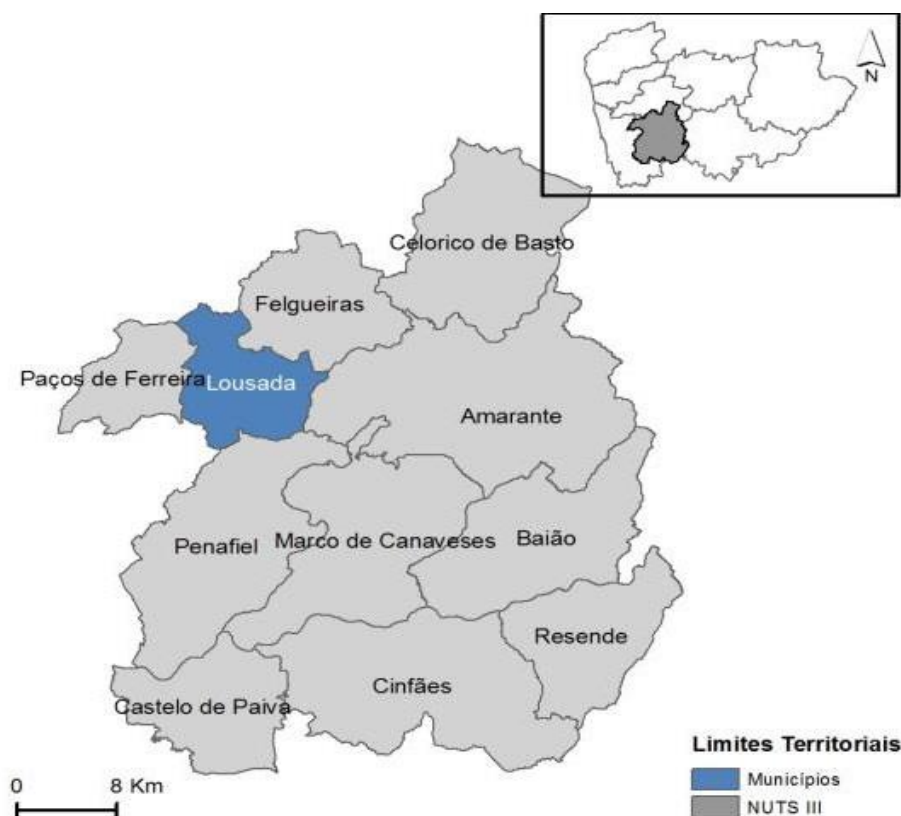 N
Celorico de Basto
Felgueiras
Paços de Ferreira
Lousada
Amarante
Penafiel
Marco de Canaveses
Baião
Resende
Cinfães
Castelo de Paiva
Limites Territoriais
Municípios
NUTS III
0 8 Km